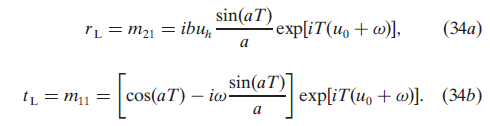 r_L = m_21 = ibu_h sin(aT)/a exp[iT(u_0 + ω)], (34a)
t_L = m_11 = [cos(aT) − iω sin(aT)/a] exp[iT(u_0 + ω)]. (34b)